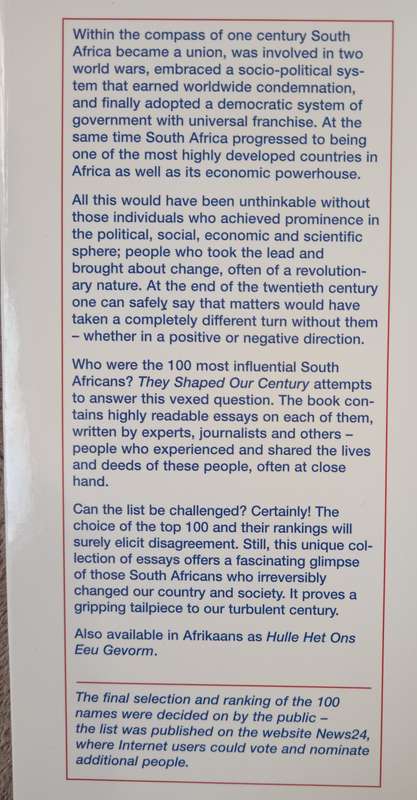 Within the compass of one century South
Africa became a union, was involved in two
world wars, embraced a socio-political sys-
tem that earned worldwide condemnation,
and finally adopted a democratic system of
government with universal franchise. At the
same time South Africa progressed to being
one of the most highly developed countries in
Africa as well as its economic powerhouse.
All this would have been unthinkable without
those individuals who achieved prominence in
the political, social, economic and scientific
sphere; people who took the lead and
brought about change, often of a revolution-
ary nature. At the end of the twentieth century
one can safely say that matters would have
taken a completely different turn without them
– whether in a positive or negative direction.
Who were the 100 most influential South
Africans? They Shaped Our Century attempts
to answer this vexed question. The book con-
tains highly readable essays on each of them,
written by experts, journalists and others –
people who experienced and shared the lives
and deeds of these people, often at close
hand.
Can the list be challenged? Certainly! The
choice of the top 100 and their rankings will
surely elicit disagreement. Still, this unique col-
lection of essays offers a fascinating glimpse
of those South Africans who irreversibly
changed our country and society. It proves a
gripping tailpiece to our turbulent century.
Also available in Afrikaans as Hulle Het Ons
Eeu Gevorm.
The final selection and ranking of the 100
names were decided on by the public –
the list was published on the website News24,
where Internet users could vote and nominate
additional people.